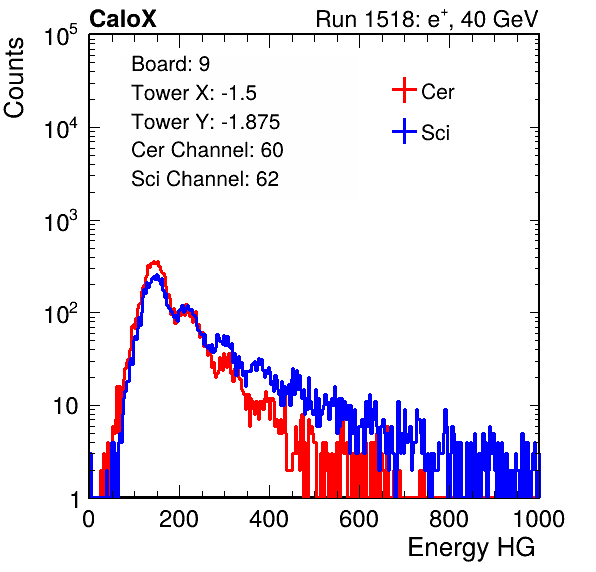 CaloX
Run 1518: e⁺, 40 GeV
Counts
10⁵
10⁴
10³
10²
10
1
Board: 9
Tower X: -1.5
Tower Y: -1.875
Cer Channel: 60
Sci Channel: 62
Cer
Sci
0 200 400 600 800 1000
Energy HG